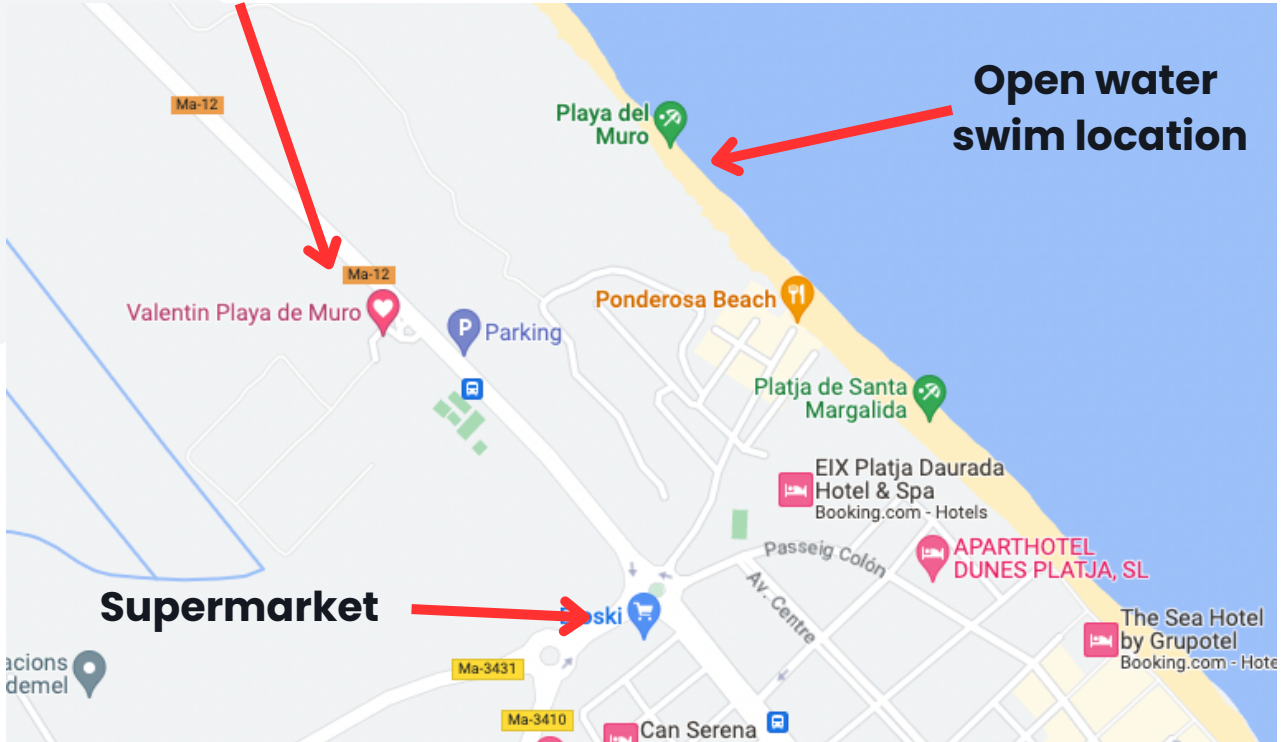 Open water
swim location
Ma-12
Playa del
Muro
Ma-12
Valentin Playa de Muro
P
Parking
Ponderosa Beach
Platja de Santa
Margalida
EIX Platja Daurada
Hotel & Spa
Booking.com - Hotels
Passeig Colón
APARTHOTEL
DUNES PLATJA, SL
Av. Centre
Supermarket
The Sea Hotel
by Grupotel
Booking.com - Hote
acions
demel
Ma-3431
Ma-3410
Can Serena